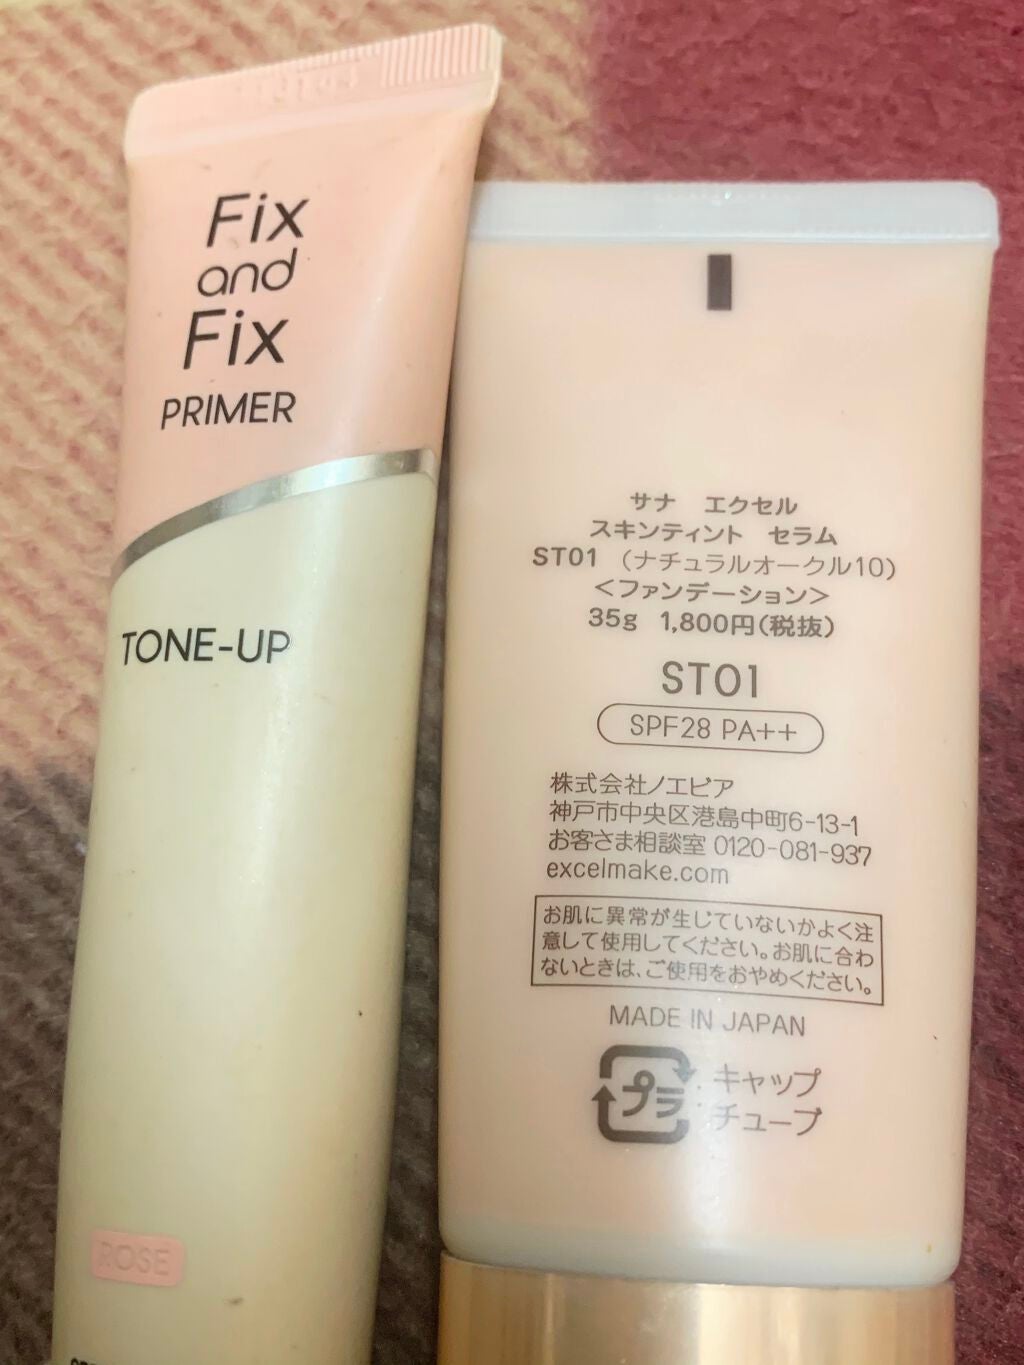 Fix
and
Fix
PRIMER
TONE-UP
ROSE
サナ エクセル
スキンティント セラム
ST01 （ナチュラルオークル10）
＜ファンデーション＞
35g 1,800円（税抜）
ST01
SPF28 PA++
株式会社ノエビア
神戸市中央区港島中町6-13-1
お客さま相談室 0120-081-937
excelmake.com
お肌に異常が生じていないかよく注
意して使用してください。お肌に合わ
ないときは、ご使用をおやめください。
MADE IN JAPAN
プラ
キャップ
チューブ